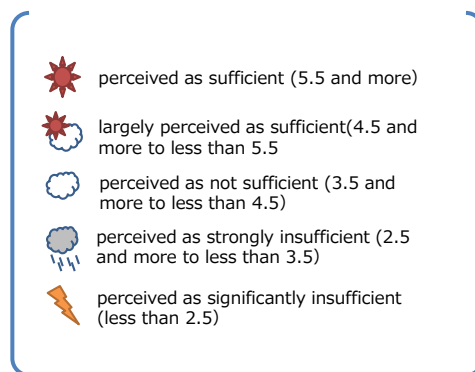 perceived as sufficient (5.5 and more)
largely perceived as sufficient(4.5 and
more to less than 5.5
perceived as not sufficient (3.5 and
more to less than 4.5)
perceived as strongly insufficient (2.5
and more to less than 3.5)
perceived as significantly insufficient
(less than 2.5)